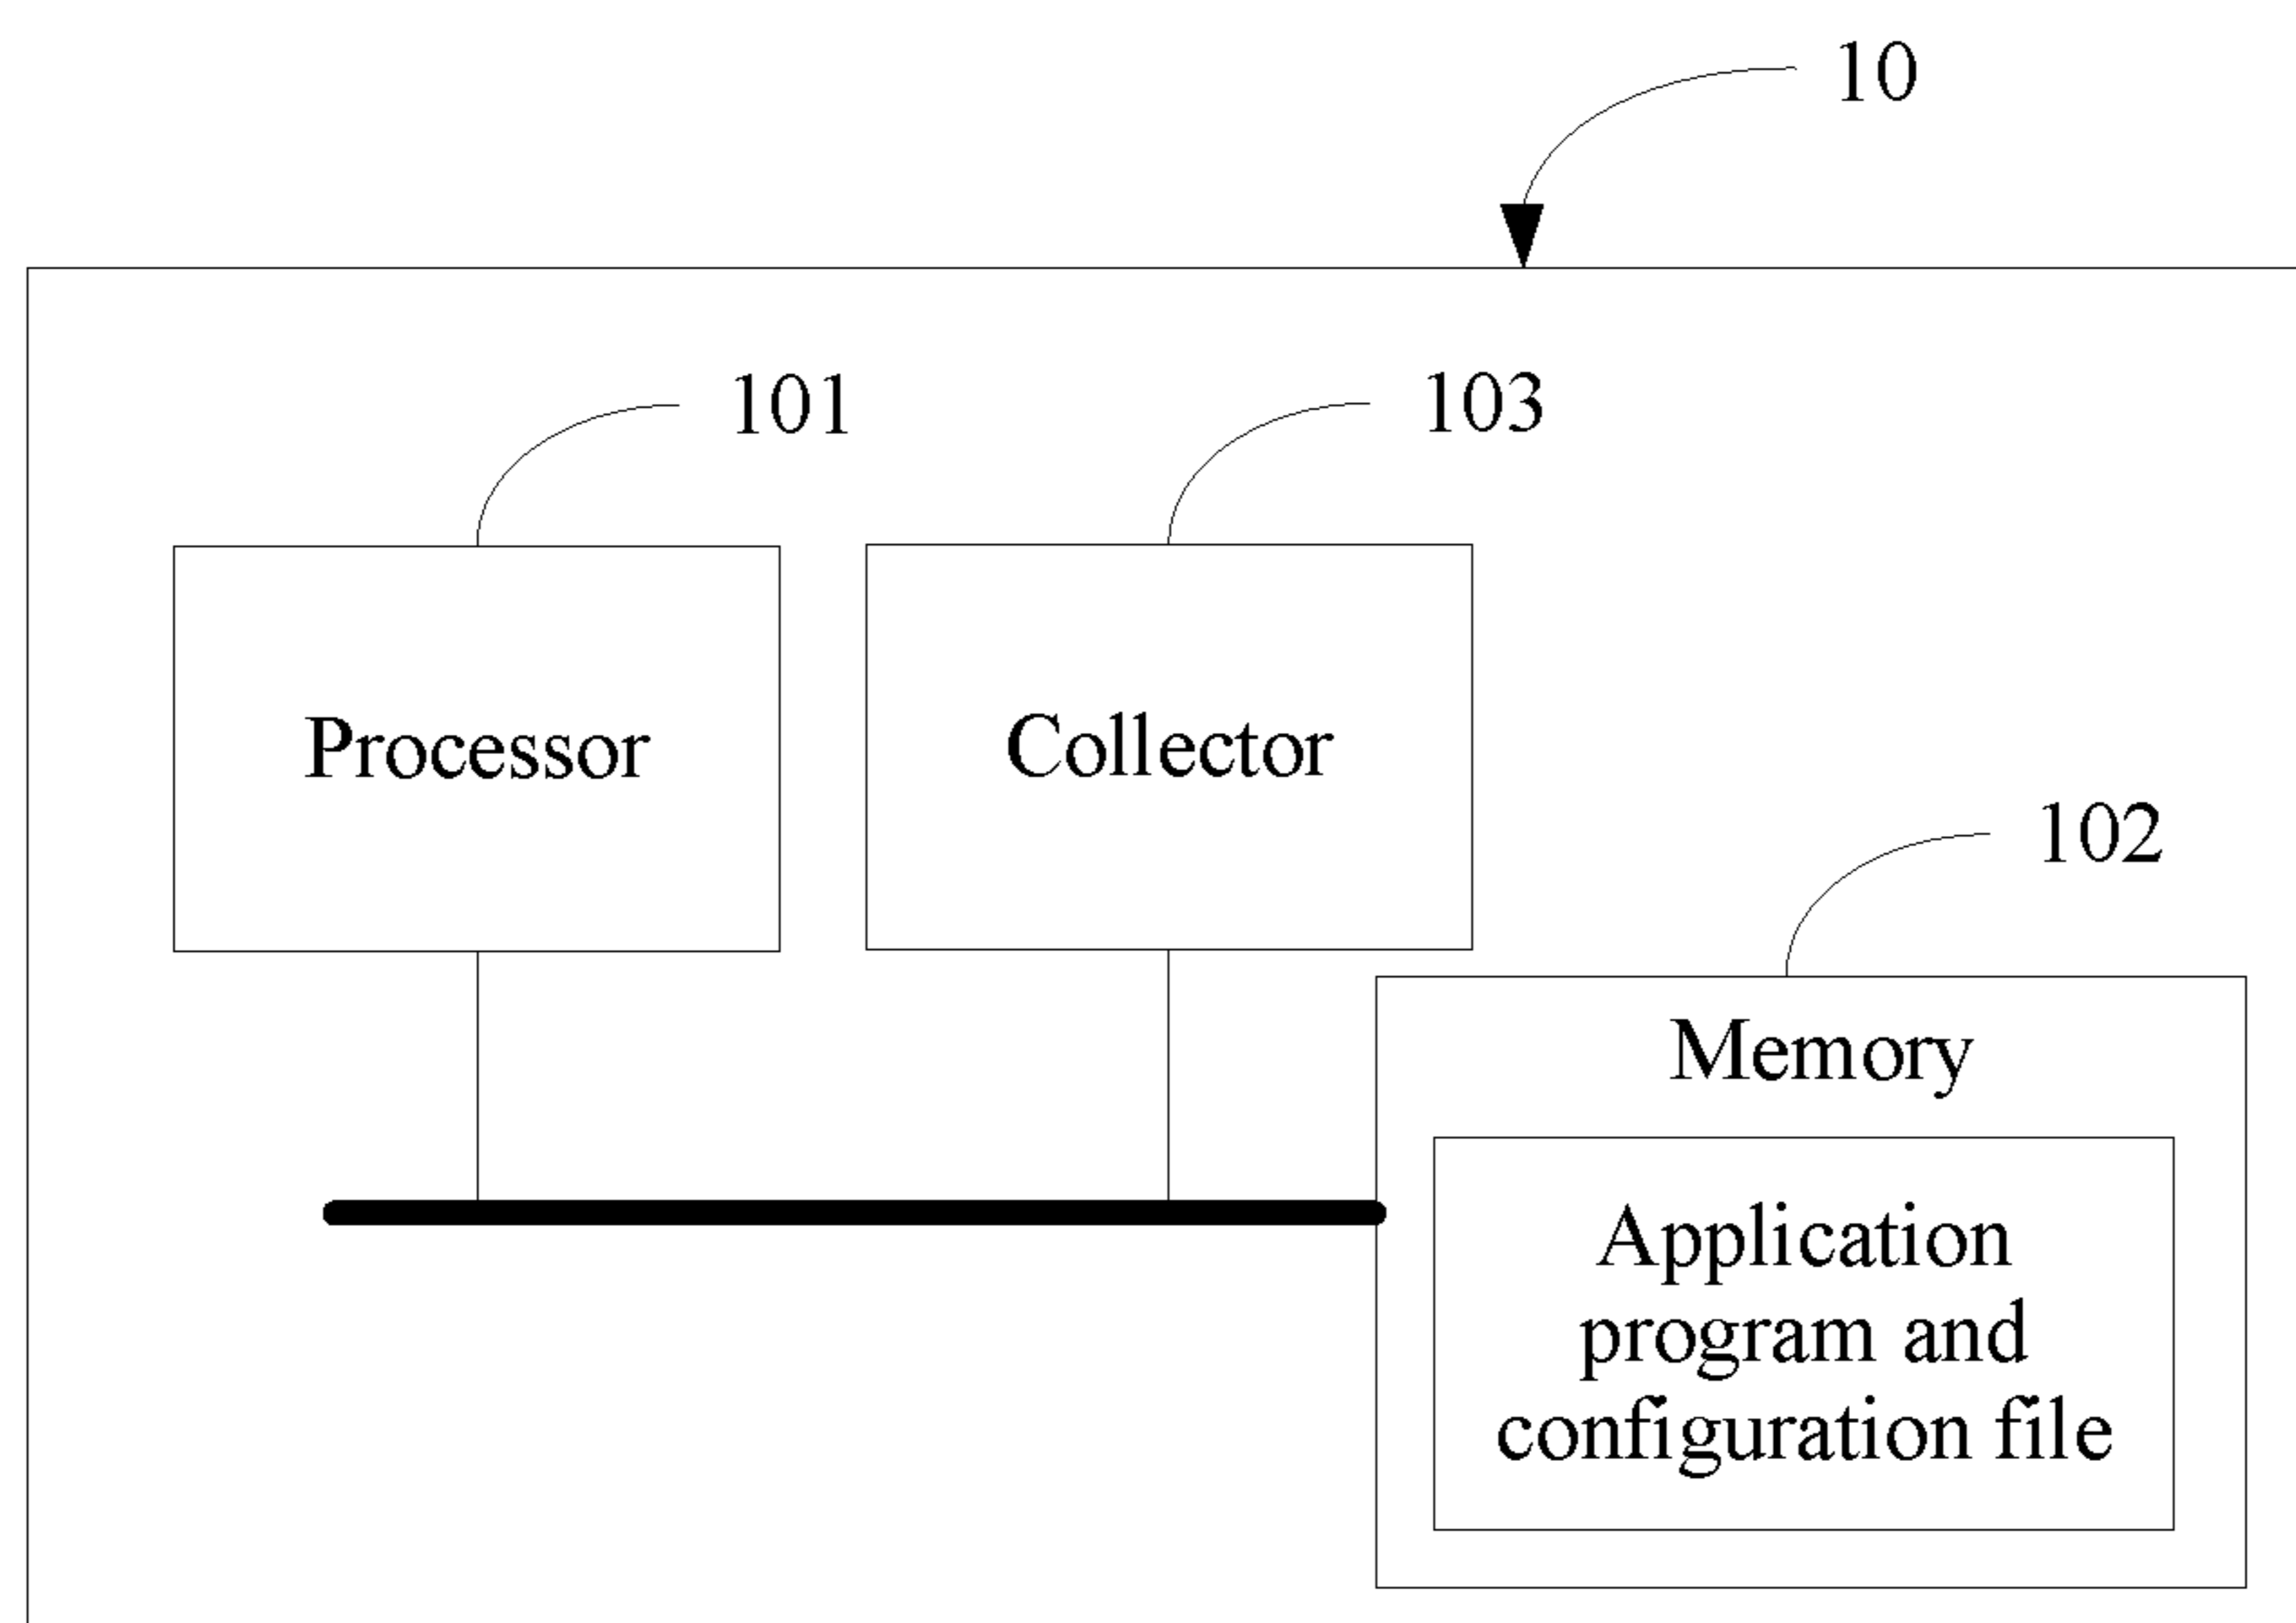 10
101
103
Processor
Collector
102
Memory
Application
program and
configuration file